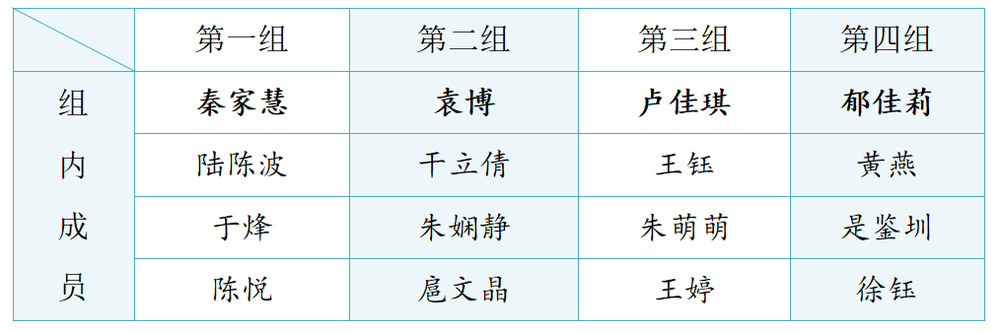 第一组 第二组 第三组 第四组
组 秦家慧 袁博 卢佳琪 郁佳莉
内 陆陈波 干立倩 王钰 黄燕
成 于烽 朱娴静 朱萌萌 是鉴圳
员 陈悦 扈文晶 王婷 徐钰